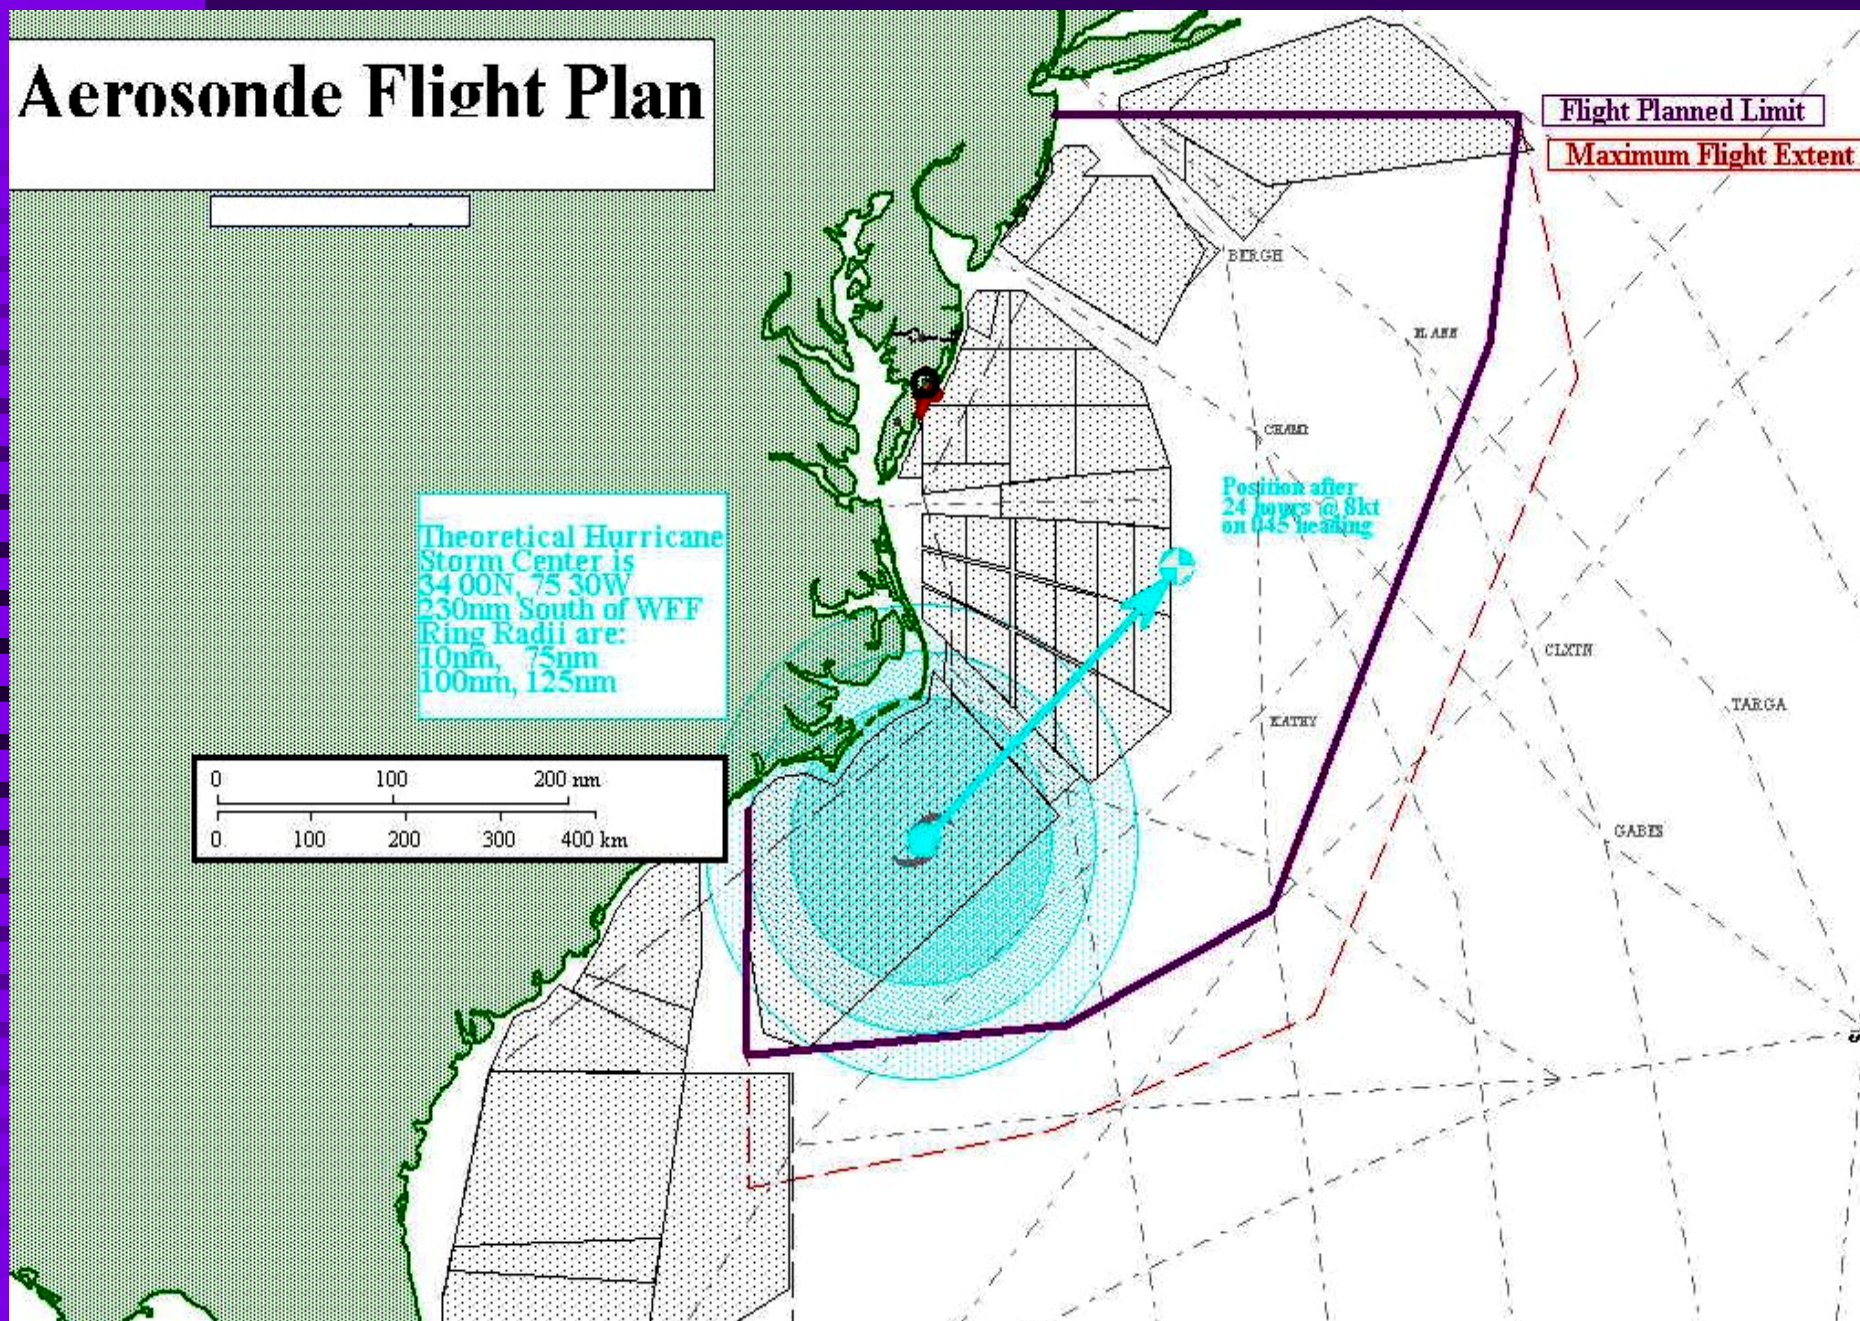 Aerosonde Flight Plan
Flight Planned Limit
Maximum Flight Extent
BERGH
CHAMP
Position after
24 hours @ 8kt
on 045 heading
Theoretical Hurricane
Storm Center is
34 00N, 75 30W
230nm South of WFF
Ring Radii are:
10nm, 75nm
100nm, 125nm
CLXTN
TARGA
KATHY
0 100 200 nm
0 100 200 300 400 km
GABES